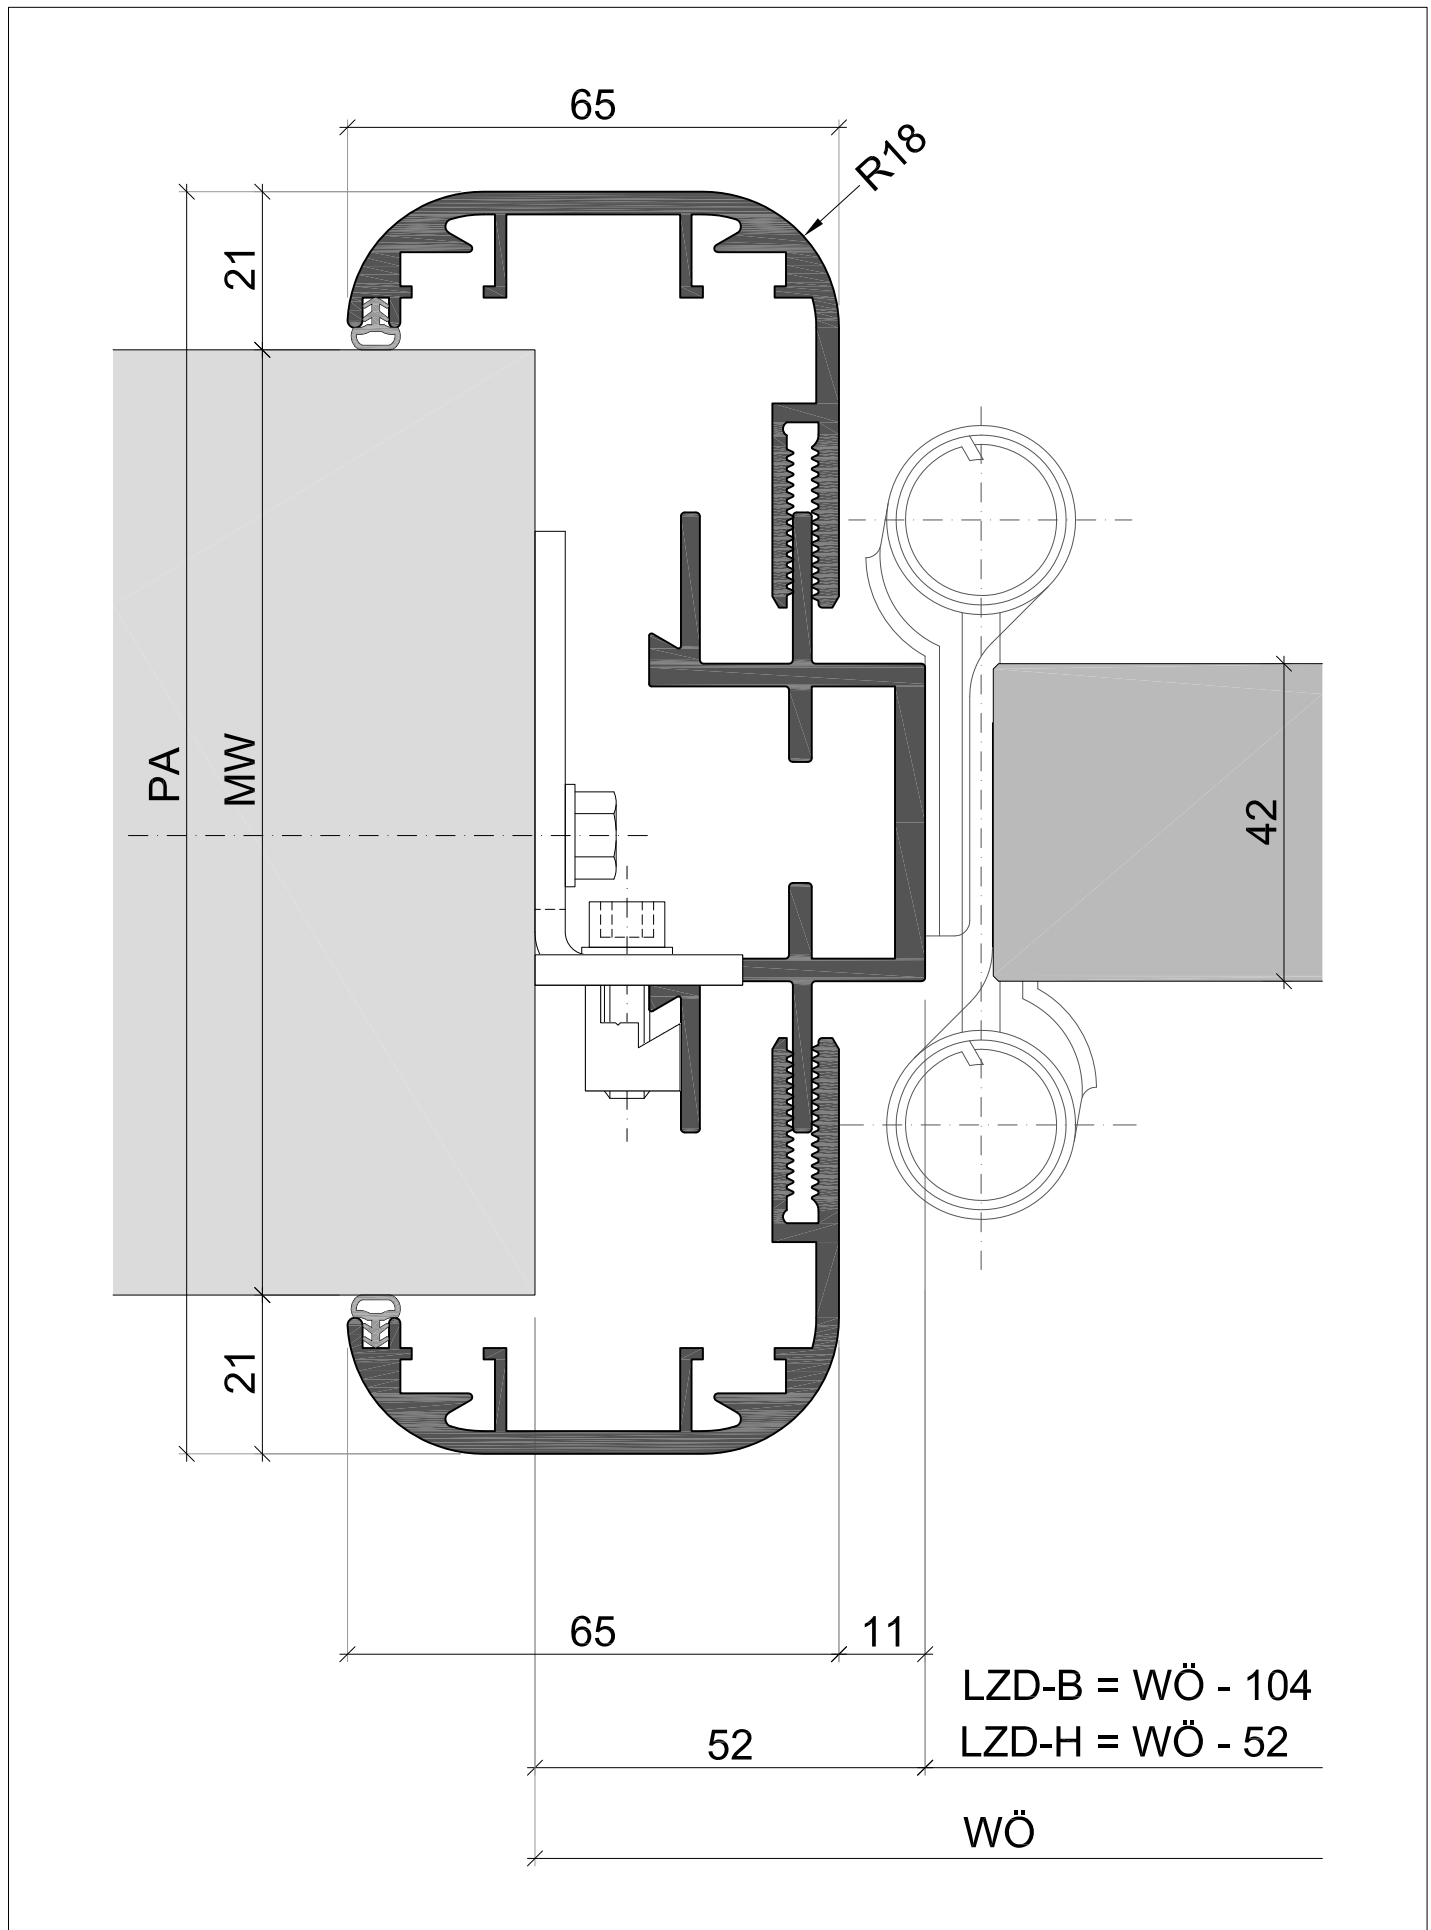 65
R18
21
PA
MW
42
21
65
11
LZD-B = WÖ - 104
52
LZD-H = WÖ - 52
WÖ